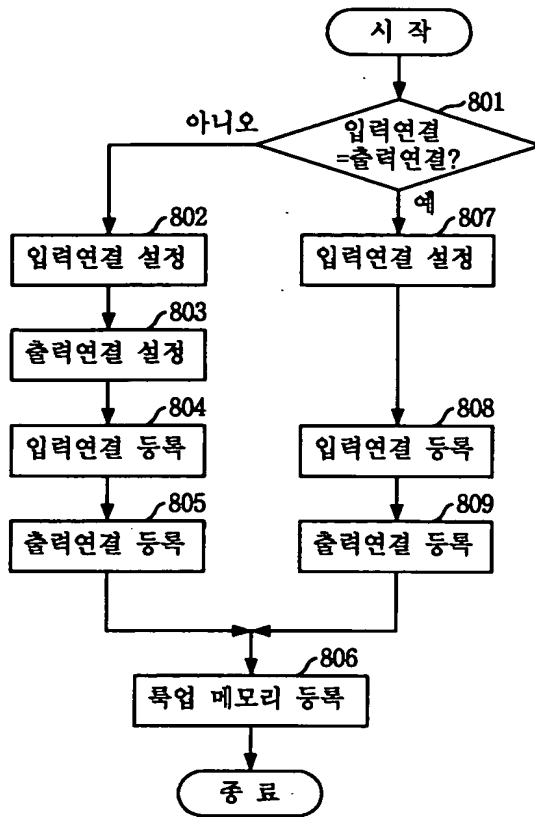 시 작
801
입력연결
=출력연결?
아니오
예
802
입력연결 설정
807
입력연결 설정
803
출력연결 설정
804
입력연결 등록
808
입력연결 등록
805
출력연결 등록
809
출력연결 등록
806
룩업 메모리 등록
종 료